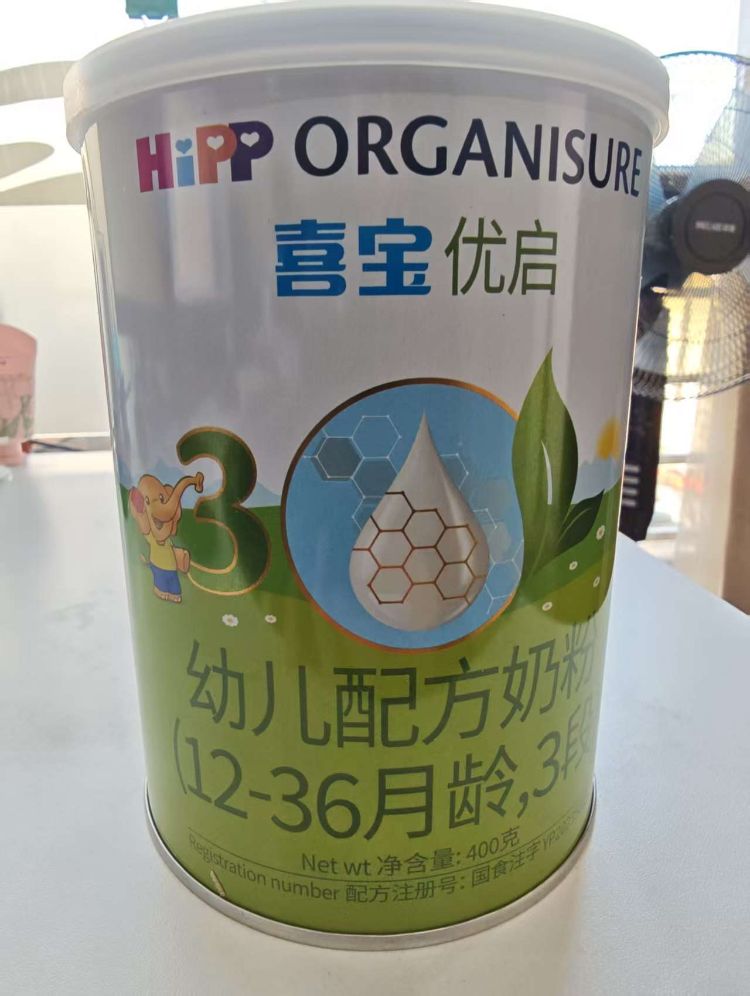 HiPP ORGANISURE
喜宝优启
3
幼儿配方奶粉
(12-36月龄,3段
Net wt 净含量: 400克
Registration number 配方注册号: 国食注字